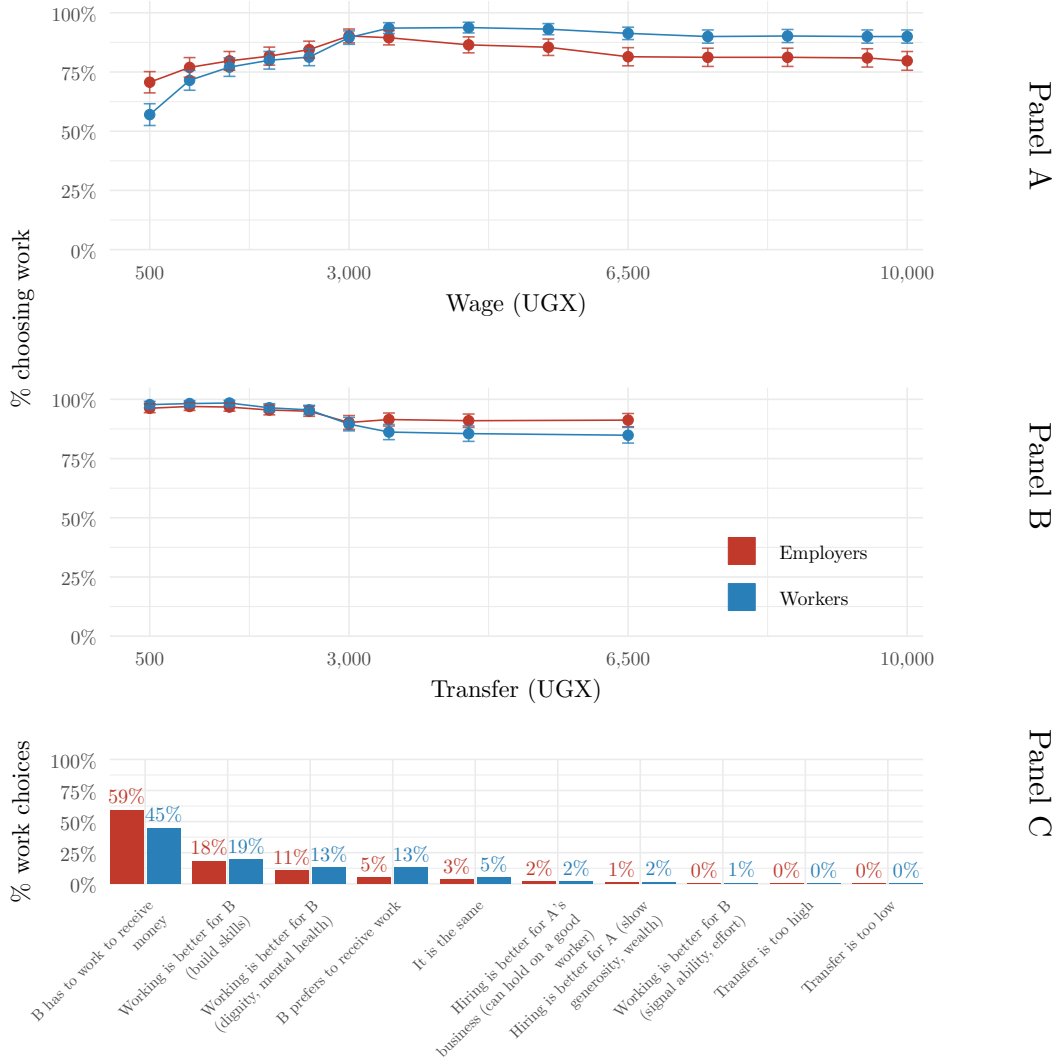 100%
75%
50%
25%
0%
500
3,000
6,500
10,000
Wage (UGX)
Panel A
% choosing work
100%
75%
50%
25%
0%
500
3,000
6,500
10,000
Transfer (UGX)
Employers
Workers
Panel B
% work choices
100%
75%
50%
25%
0%
59%
45%
18%
19%
11%
13%
5%
13%
3%
5%
2%
2%
1%
2%
0%
1%
0%
0%
0%
0%
Panel C
B has to work to receive
money
Working is better for B
(build skills)
Working is better for B
(dignity, mental health)
B prefers to receive work
It is the same
Hiring is better for A's
business (can hold on a good
worker)
Hiring is better for A (show
generosity, wealth)
Working is better for B
(signal ability, effort)
Transfer is too high
Transfer is too low